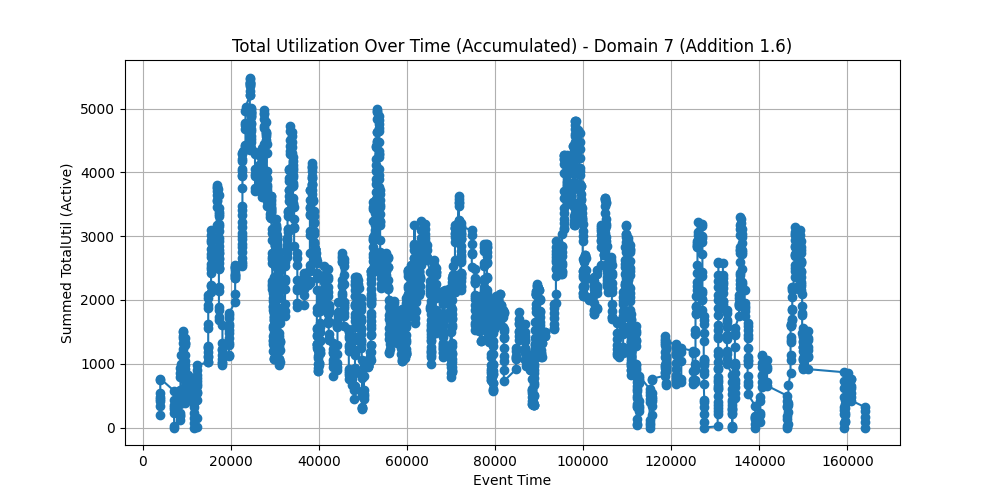 Total Utilization Over Time (Accumulated) - Domain 7 (Addition 1.6)
Summed TotalUtil (Active)
5000
4000
3000
2000
1000
0
0 20000 40000 60000 80000 100000 120000 140000 160000
Event Time